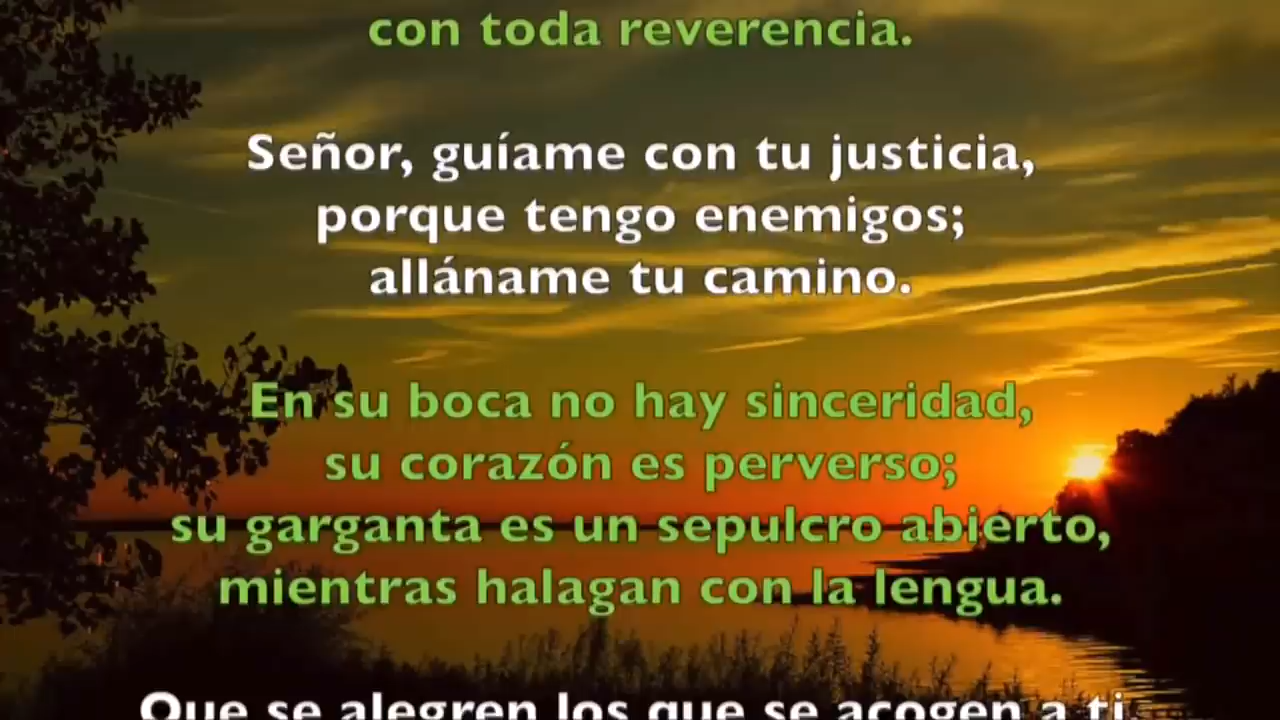 con toda reverencia.
Señor, guíame con tu justicia,
porque tengo enemigos;
alláname tu camino.
En su boca no hay sinceridad,
su corazón es perverso;
su garganta es un sepulcro abierto,
mientras halagan con la lengua.
Que se alegren los que se acogen a ti,